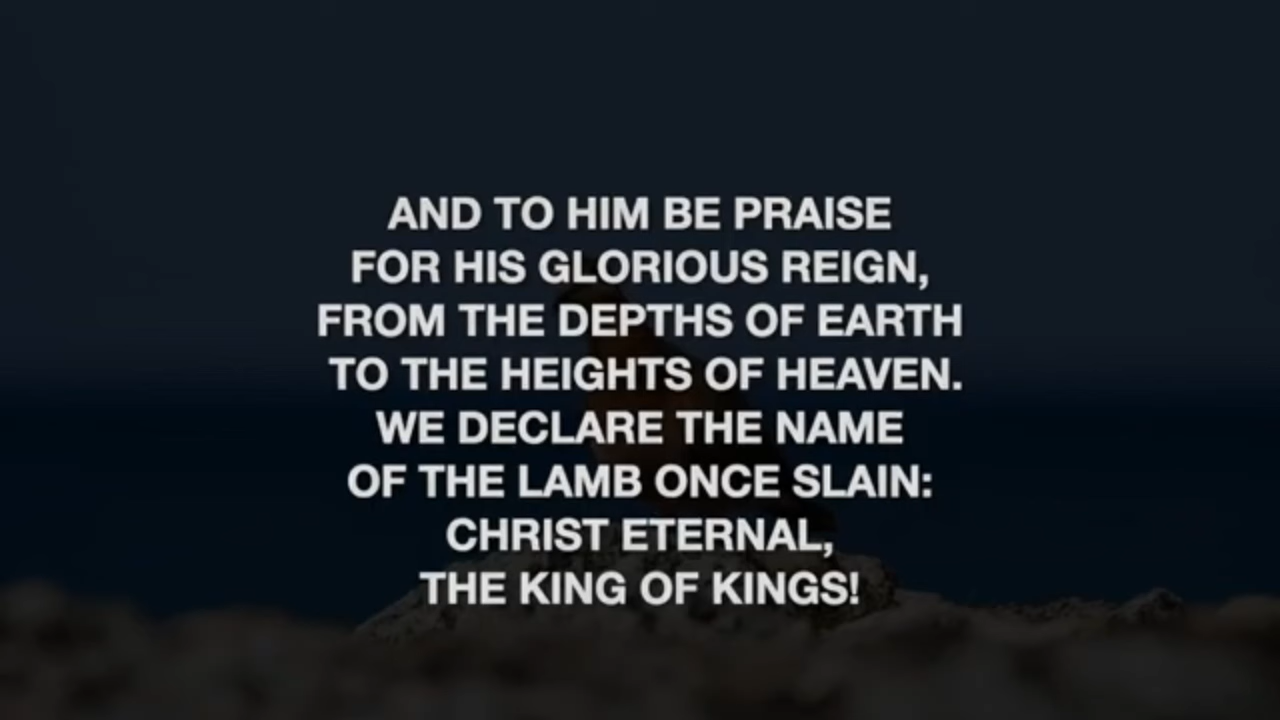 AND TO HIM BE PRAISE
FOR HIS GLORIOUS REIGN,
FROM THE DEPTHS OF EARTH
TO THE HEIGHTS OF HEAVEN.
WE DECLARE THE NAME
OF THE LAMB ONCE SLAIN:
CHRIST ETERNAL,
THE KING OF KINGS!